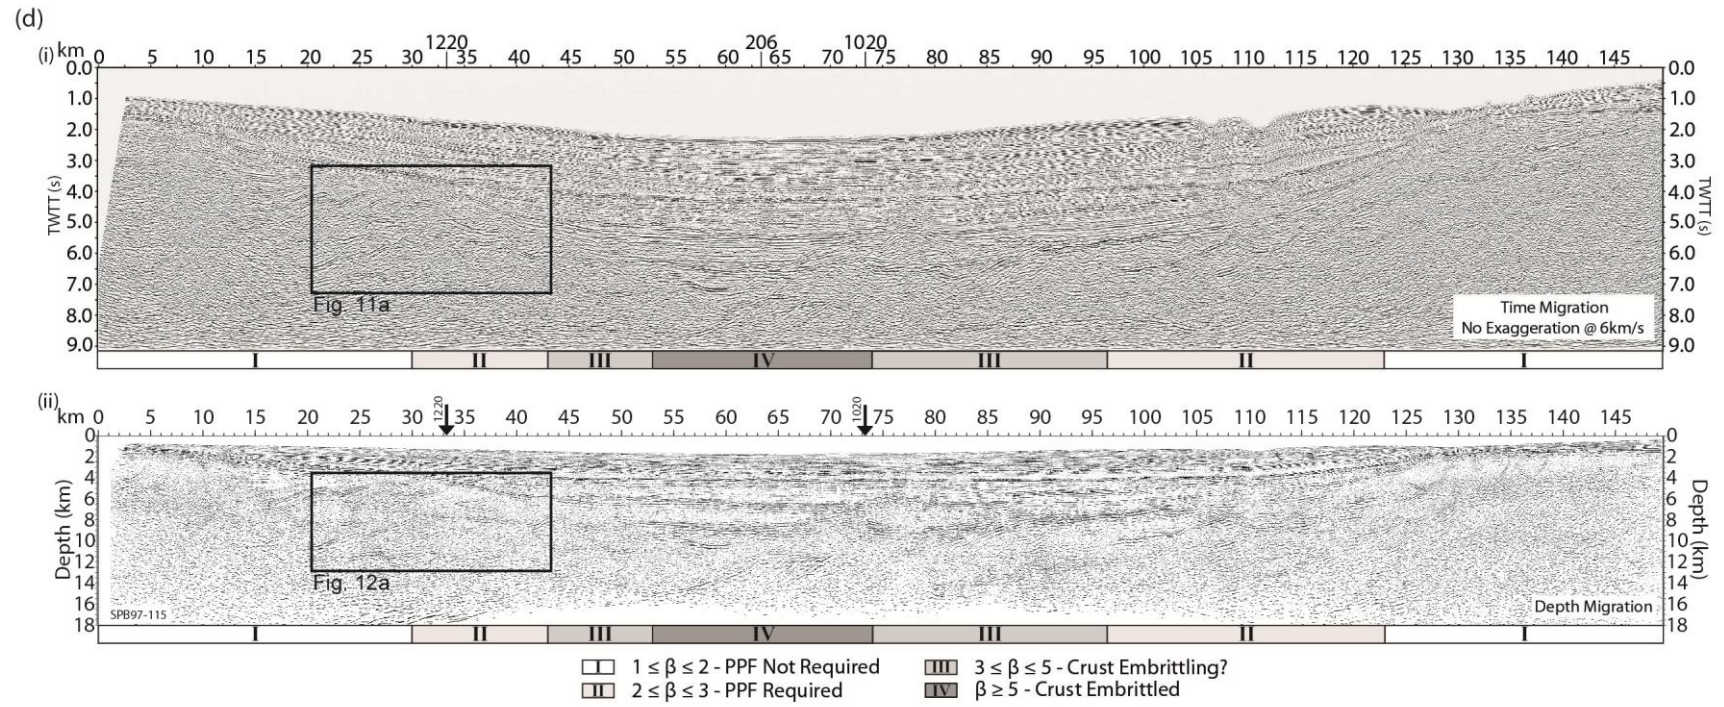 (d)
(i) km 0 5 10 15 20 25 30 1220 35 40 45 50 55 60 206 65 70 1020 75 80 85 90 95 100 105 110 115 120 125 130 135 140 145
0.0 0.0
1.0 1.0
2.0 2.0
3.0 3.0
4.0 4.0
TWTT (s) 5.0 5.0 TWTT (s)
6.0 6.0
7.0 7.0
Fig. 11a
8.0 8.0
9.0 9.0
Time Migration
No Exaggeration @ 6km/s
I II III IV III II I
(ii) km 0 5 10 15 20 25 30 1220 35 40 45 50 55 60 65 70 1020 75 80 85 90 95 100 105 110 115 120 125 130 135 140 145
0 0
2 2
4 4
6 6
8 8
Depth (km) 10 10 Depth (km)
12 12
Fig. 12a
14 14
16 16
18 18
SPB97-115
Depth Migration
I II III IV III II I
I 1 ≤ β ≤ 2 - PPF Not Required
II 2 ≤ β ≤ 3 - PPF Required
III 3 ≤ β ≤ 5 - Crust Embrittling?
IV β ≥ 5 - Crust Embrittled